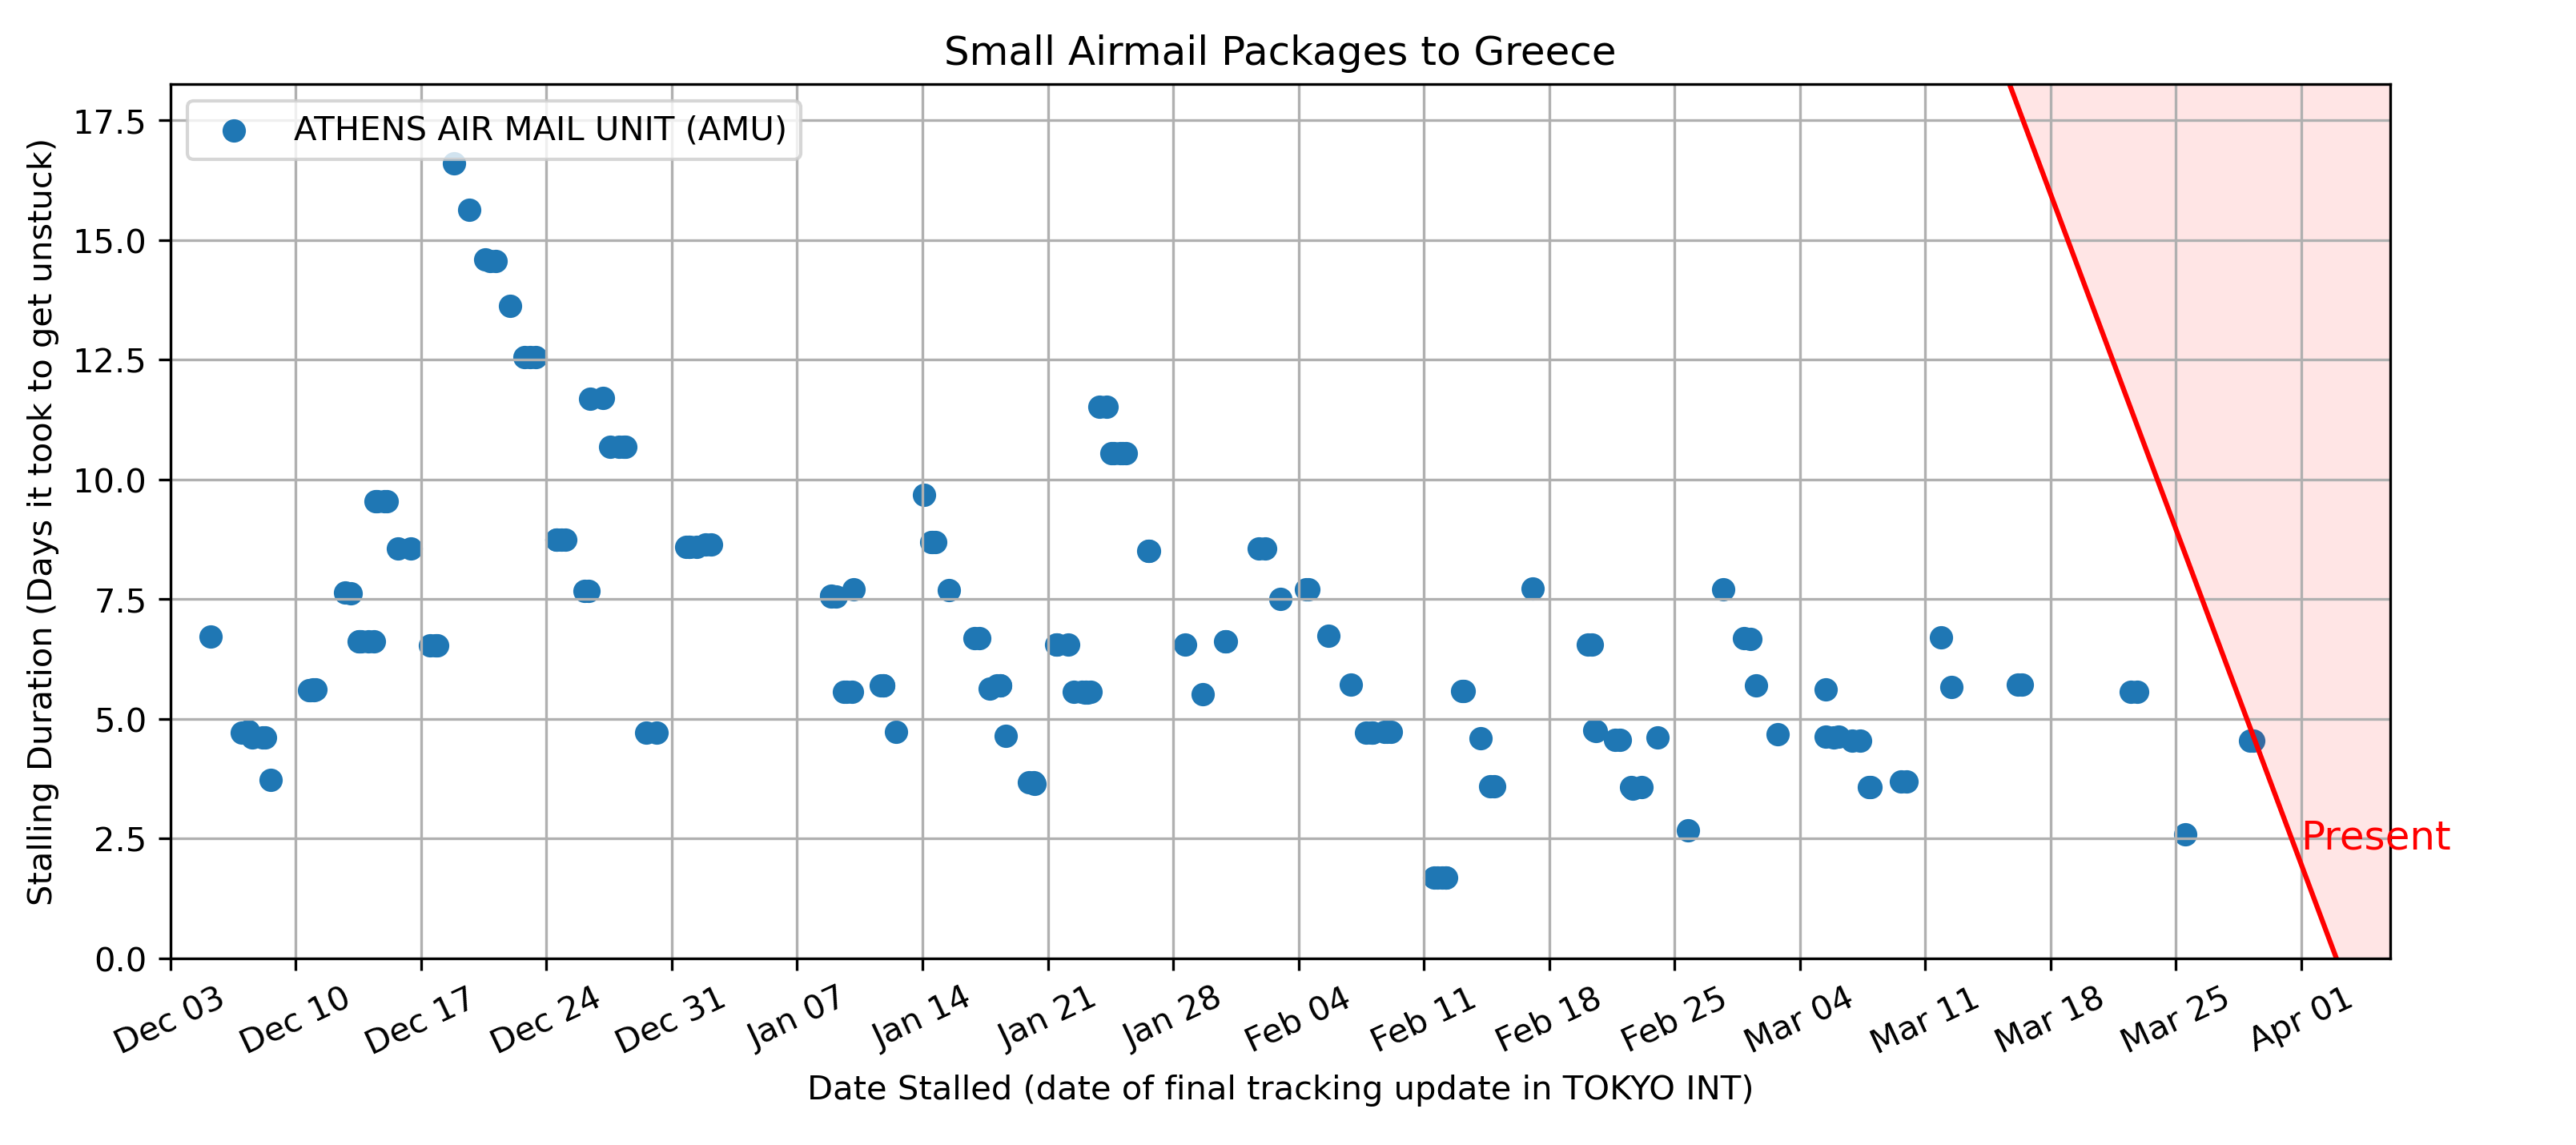 Small Airmail Packages to Greece
ATHENS AIR MAIL UNIT (AMU)
Stalling Duration (Days it took to get unstuck)
17.5
15.0
12.5
10.0
7.5
5.0
2.5
0.0
Present
Dec 03
Dec 10
Dec 17
Dec 24
Dec 31
Jan 07
Jan 14
Jan 21
Jan 28
Feb 04
Feb 11
Feb 18
Feb 25
Mar 04
Mar 11
Mar 18
Mar 25
Apr 01
Date Stalled (date of final tracking update in TOKYO INT)